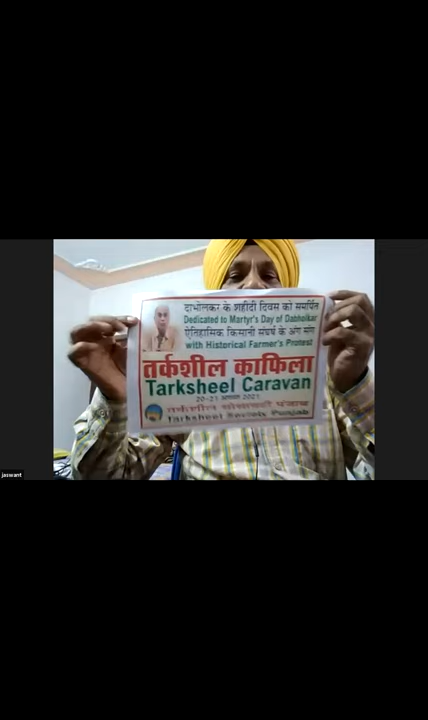 दाभोलकर के शहीदी दिवस को समर्पित
Dedicated to Martyr's Day of Dabholkar
ऐतिहासिक किसानी संघर्ष के अंग संग
with Historical Farmer's Protest
तर्कशील काफिला
Tarksheel Caravan
20-21 अगस्त 2021
तर्कशील सोसायटी पंजाब
Tarksheel Society Punjab
jaswant